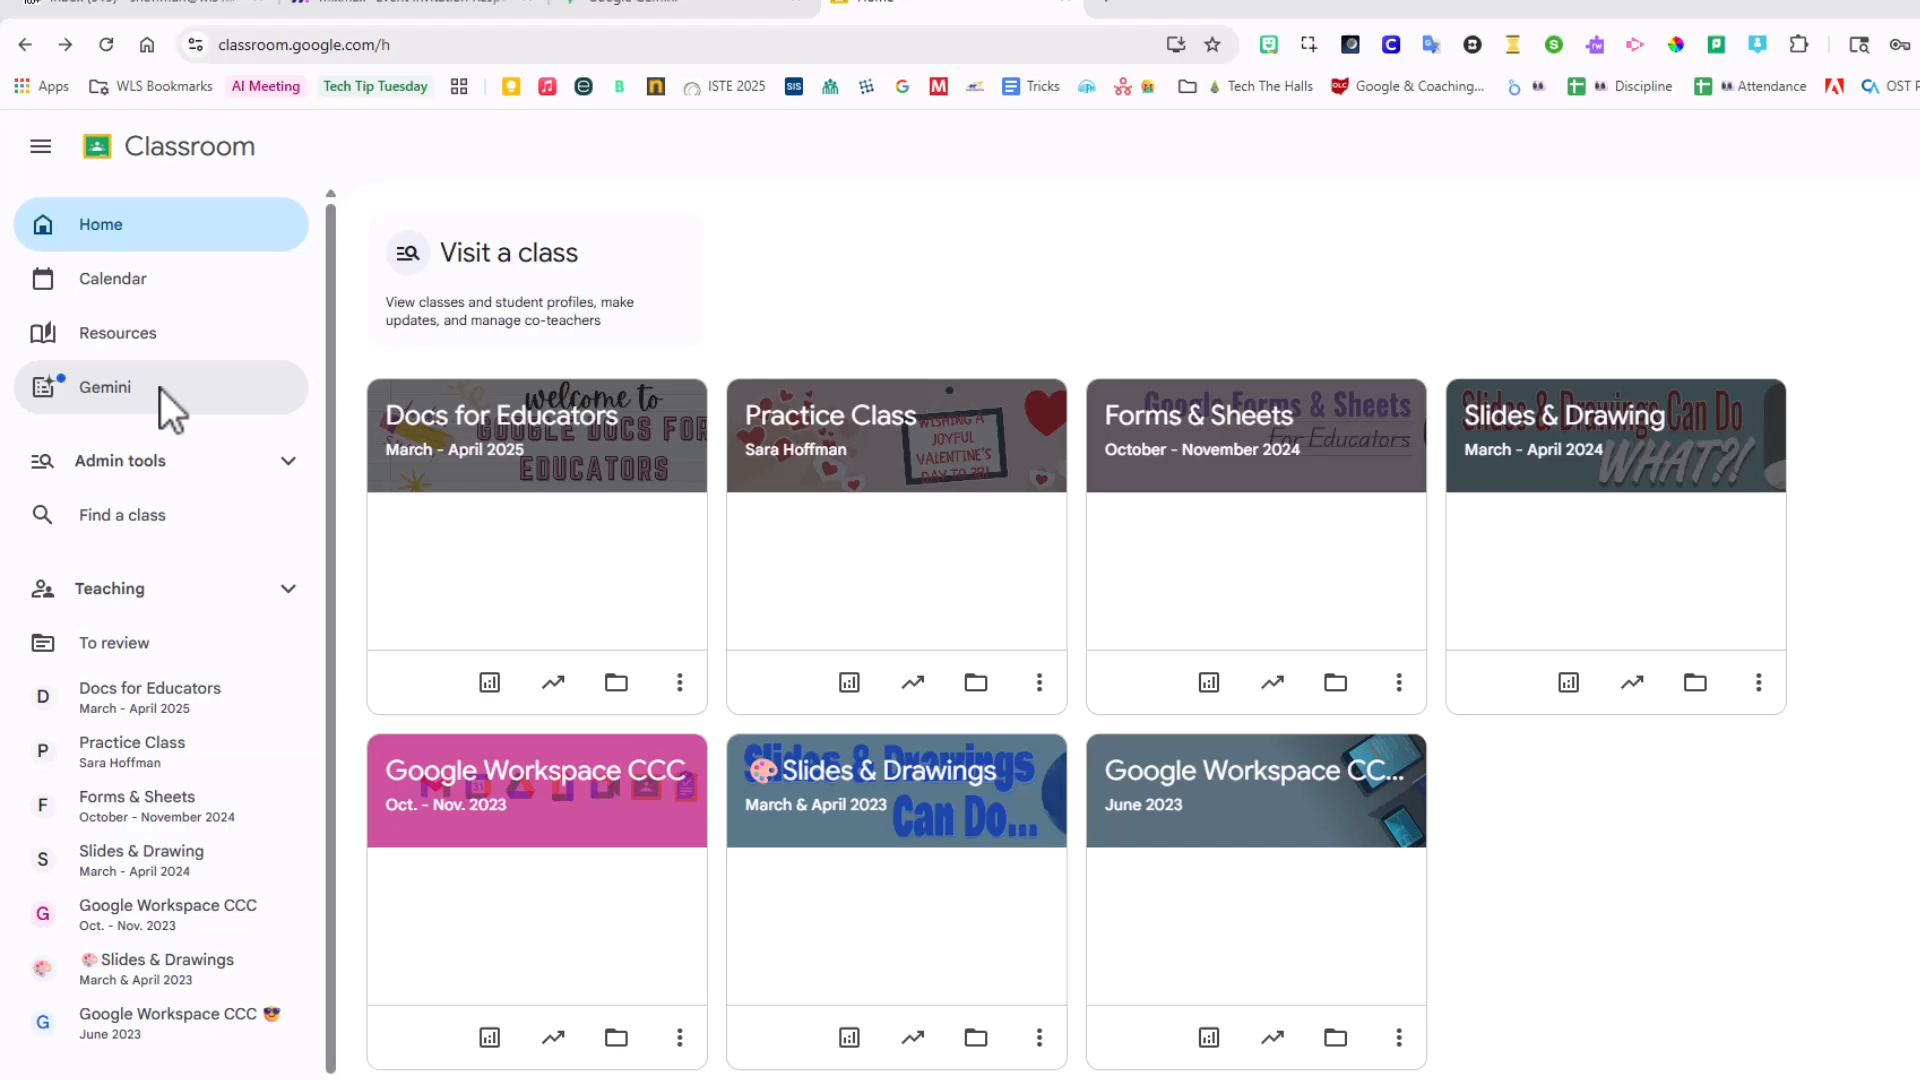 classroom.google.com/h
Apps
WLS Bookmarks
AI Meeting
Tech Tip Tuesday
ISTE 2025
Tricks
Tech The Halls
Google & Coaching...
Discipline
Attendance
Classroom
Home
Calendar
Resources
Gemini
Admin tools
Find a class
Teaching
To review
D
Docs for Educators
March - April 2025
P
Practice Class
Sara Hoffman
F
Forms & Sheets
October - November 2024
S
Slides & Drawing
March - April 2024
G
Google Workspace CCC
Oct. - Nov. 2023
🎨Slides & Drawings
March & April 2023
G
Google Workspace CCC 😎
June 2023
Visit a class
View classes and student profiles, make
updates, and manage co-teachers
welcome to
GOOGLE DOCS FOR
EDUCATORS
Docs for Educators
March - April 2025
Practice Class
Sara Hoffman
WISHING A
JOYFUL
VALENTINE'S
Google Forms & Sheets
For Educators
Forms & Sheets
October - November 2024
Slides & Drawings Can Do
WHAT?!
Slides & Drawing
March - April 2024
Google Workspace CCC
Oct. - Nov. 2023
Slides & Drawings
Can Do...
🎨Slides & Drawings
March & April 2023
Google Workspace CC...
June 2023